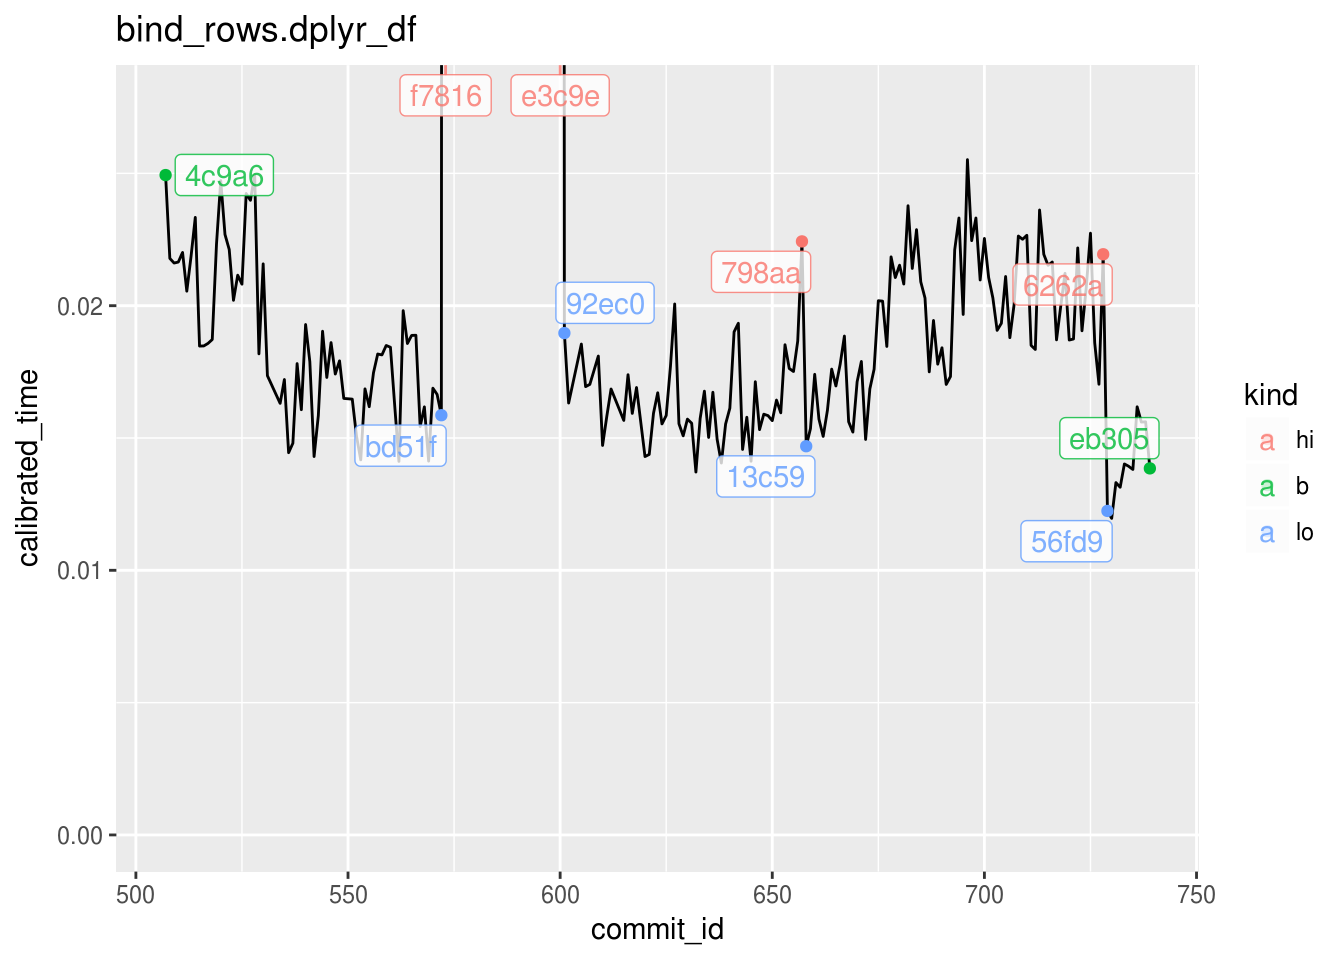 bind_rows.dplyr_df
f7816
e3c9e
4c9a6
92ec0
798aa
6262a
bd51f
13c59
eb305
56fd9
0.02
0.01
0.00
calibrated_time
500
550
600
650
700
750
commit_id
kind
a hi
a b
a lo